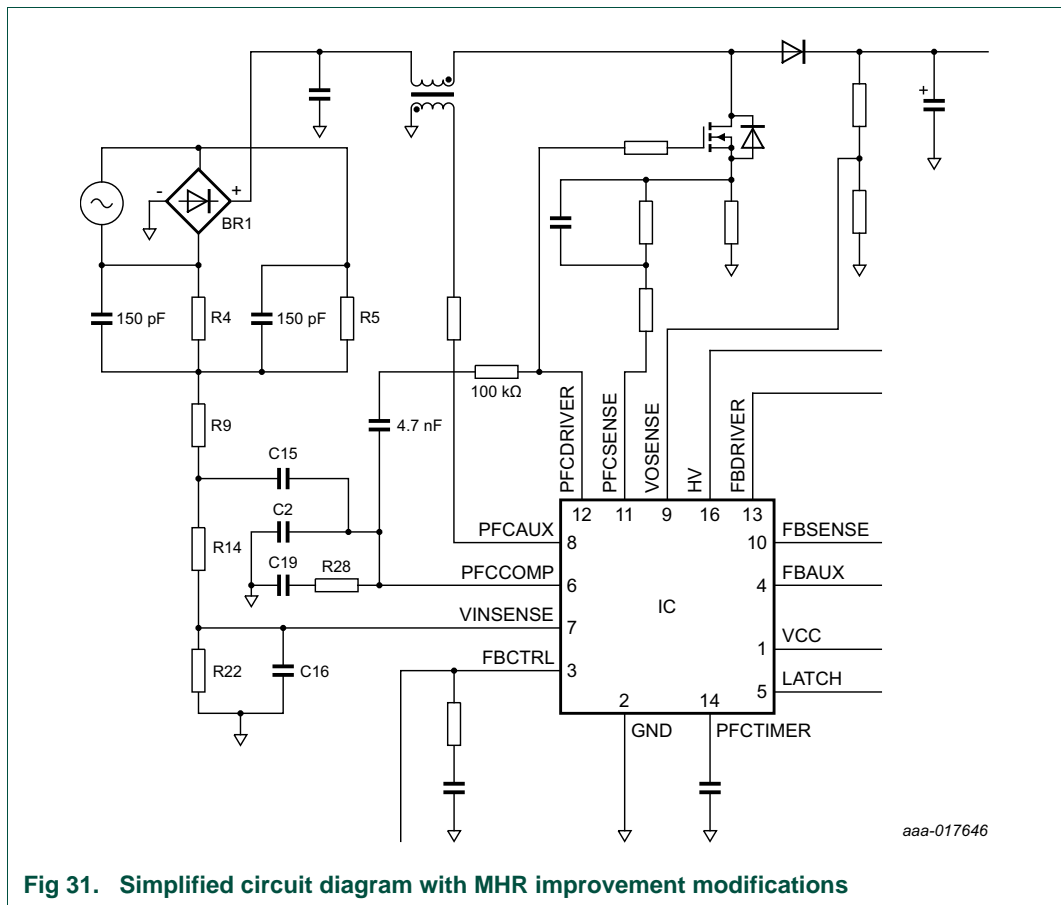 +
-
+
BR1
150 pF
R4
150 pF
R5
100 kΩ
R9
4.7 nF
PFCDRIVER
PFCSENSE
VOSENSE
HV
FBDRIVER
C15
12
11
9
16
13
C2
R14
PFCAUX
8
10
FBSENSE
C19
R28
PFCCOMP
6
4
FBAUX
IC
VINSENSE
7
1
VCC
R22
C16
FBCTRL
3
5
LATCH
2
14
GND
PFCTIMER
aaa-017646
Fig 31. Simplified circuit diagram with MHR improvement modifications